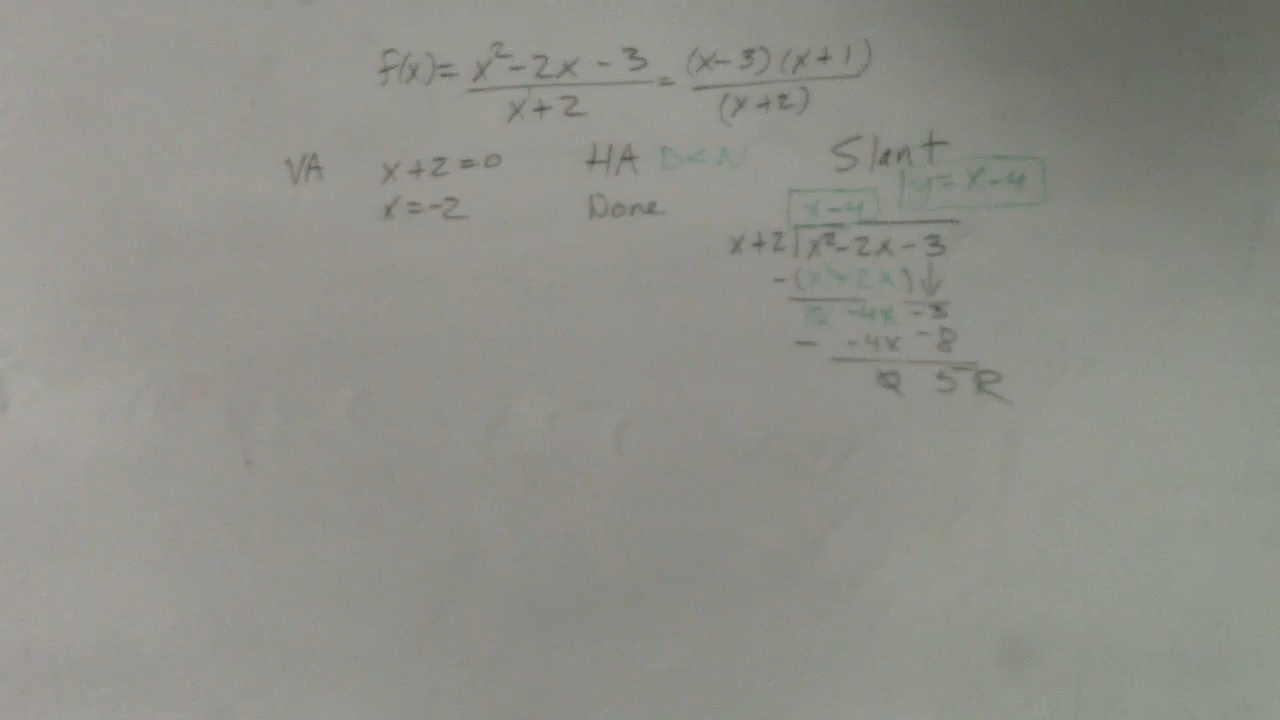 f(x) = x² - 2x - 3 / x + 2 = (x - 3)(x + 1) / (x + 2)
VA x + 2 = 0
x = -2
HA D < N
Done
Slant
y = x - 4
x - 4
x + 2 | x² - 2x - 3
- (x² + 2x) ↓
0 -4x -3
- -4x -8
0 5 R